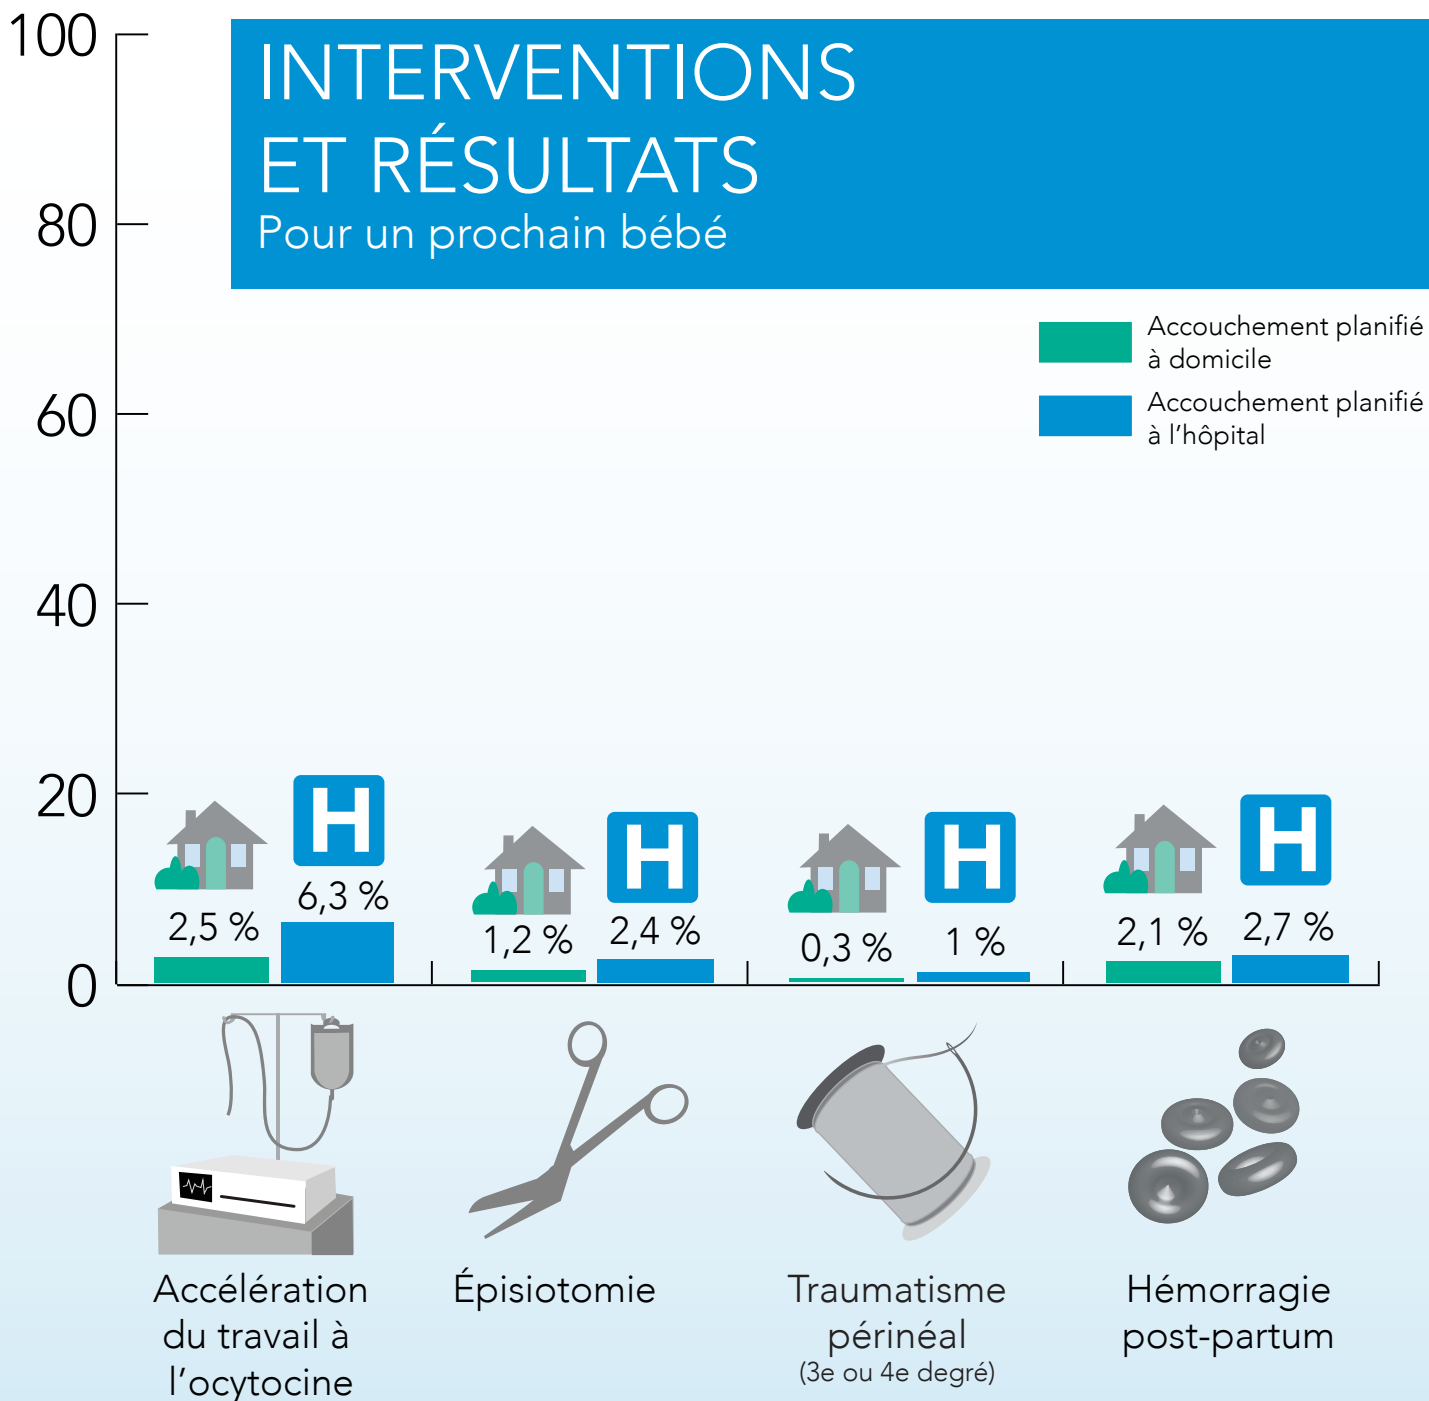 INTERVENTIONS
ET RÉSULTATS
Pour un prochain bébé
100
80
60
40
20
0
Accouchement planifié
à domicile
Accouchement planifié
à l'hôpital
H
H
H
H
2,5 %
6,3 %
1,2 %
2,4 %
0,3 %
1 %
2,1 %
2,7 %
Accélération
du travail à
l'ocytocine
Épisiotomie
Traumatisme
périnéal
(3e ou 4e degré)
Hémorragie
post-partum